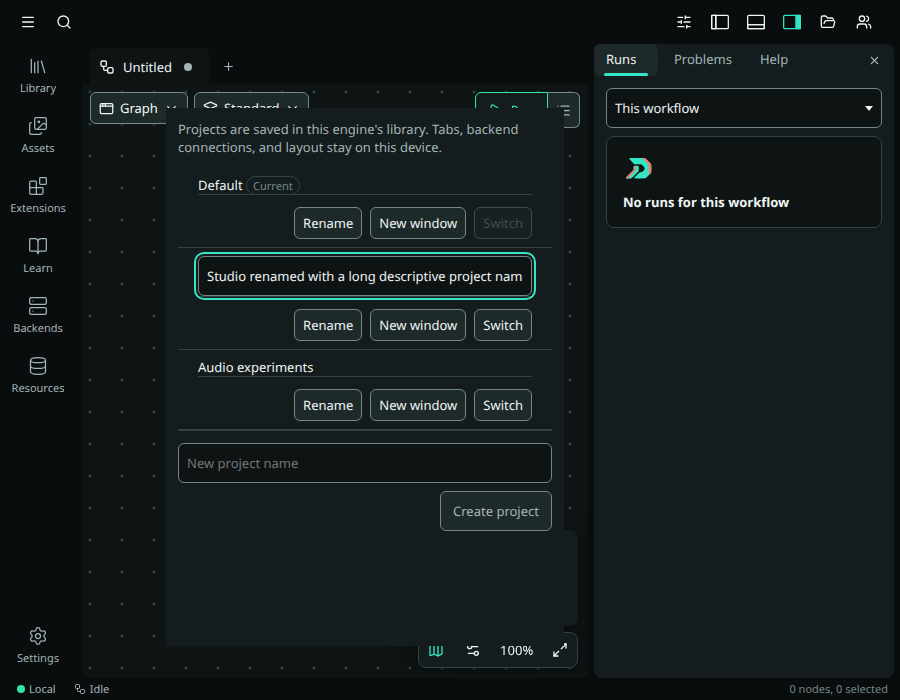 Untitled
Library
Assets
Extensions
Learn
Backends
Resources
Settings
Graph
Standard
Projects are saved in this engine's library. Tabs, backend
connections, and layout stay on this device.
Default Current
Rename New window Switch
Studio renamed with a long descriptive project nam
Rename New window Switch
Audio experiments
Rename New window Switch
New project name
Create project
100%
Runs Problems Help
This workflow
No runs for this workflow
Local Idle
0 nodes, 0 selected